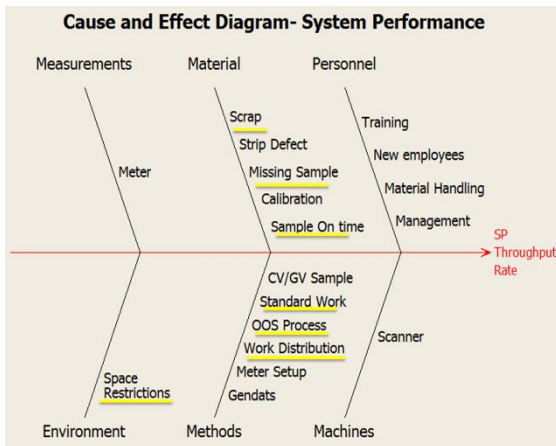 Cause and Effect Diagram- System Performance
Measurements
Material
Personnel
Scrap
Strip Defect
Missing Sample
Calibration
Sample On time
Training
New employees
Material Handling
Management
Meter
SP
Throughput
Rate
CV/GV Sample
Standard Work
OOS Process
Work Distribution
Meter Setup
Gendats
Scanner
Space
Restrictions
Environment
Methods
Machines